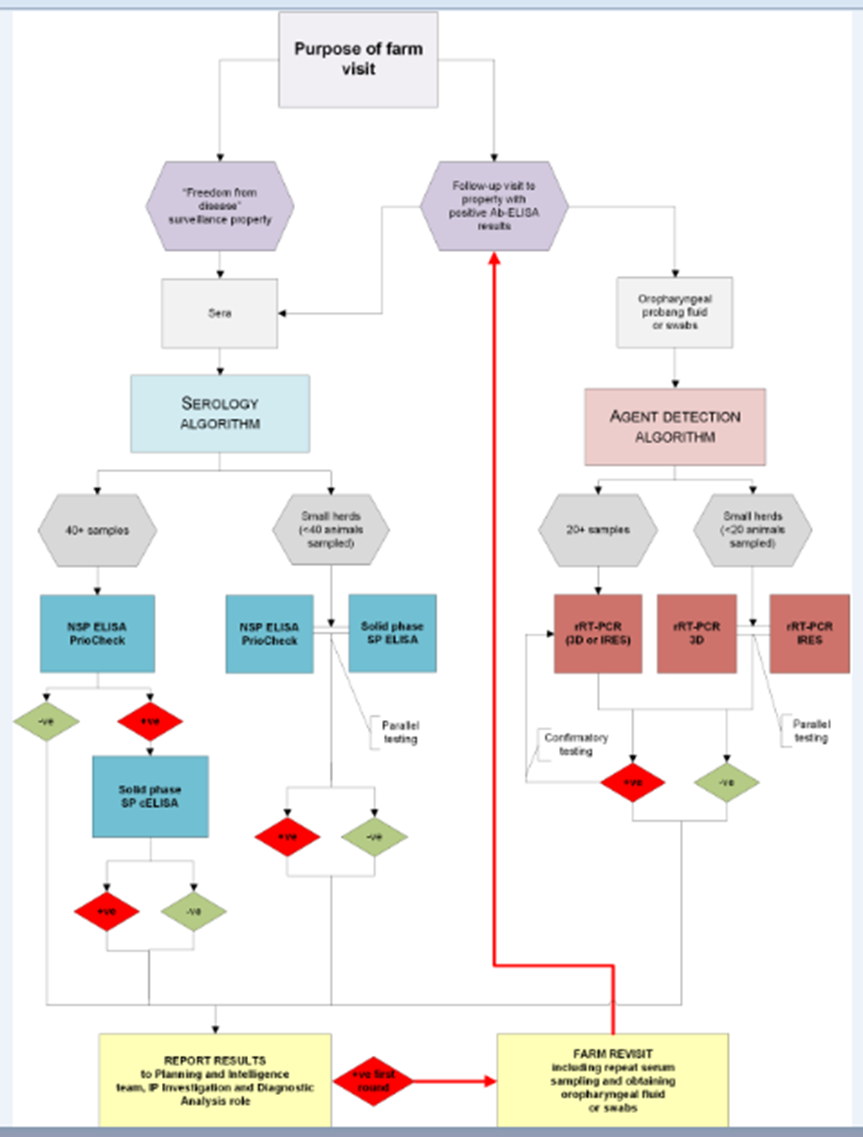 Purpose of farm
visit
"Freedom from
disease"
surveillance property
Follow-up visit to
property with
positive Ab-ELISA
results
Sera
Oropharyngeal
probang fluid
or swabs
SEROLOGY
ALGORITHM
AGENT DETECTION
ALGORITHM
40+ samples
Small herds
(<40 animals
sampled)
20+ samples
Small herds
(<20 animals
sampled)
NSP ELISA
PrioCheck
NSP ELISA
PrioCheck
Solid phase
SP ELISA
rRT-PCR
(3D or IRES)
rRT-PCR
3D
rRT-PCR
IRES
-ve
+ve
Parallel
testing
Confirmatory
testing
Parallel
testing
Solid phase
SP cELISA
+ve
-ve
+ve
-ve
+ve
-ve
REPORT RESULTS
to Planning and Intelligence
team, IP Investigation and Diagnostic
Analysis role
+ve first
round
FARM REVISIT
including repeat serum
sampling and obtaining
oropharyngeal fluid
or swabs